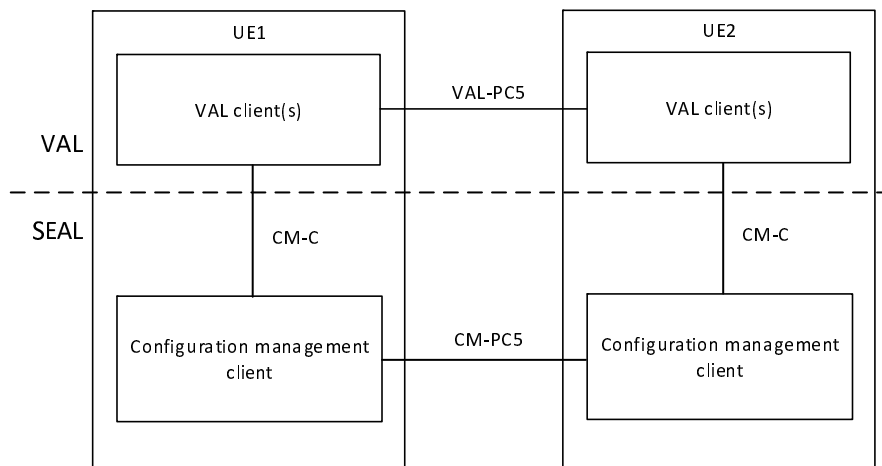 UE1
UE2
VAL client(s)
VAL-PC5
VAL client(s)
VAL
SEAL
CM-C
CM-C
Configuration management
client
CM-PC5
Configuration management
client